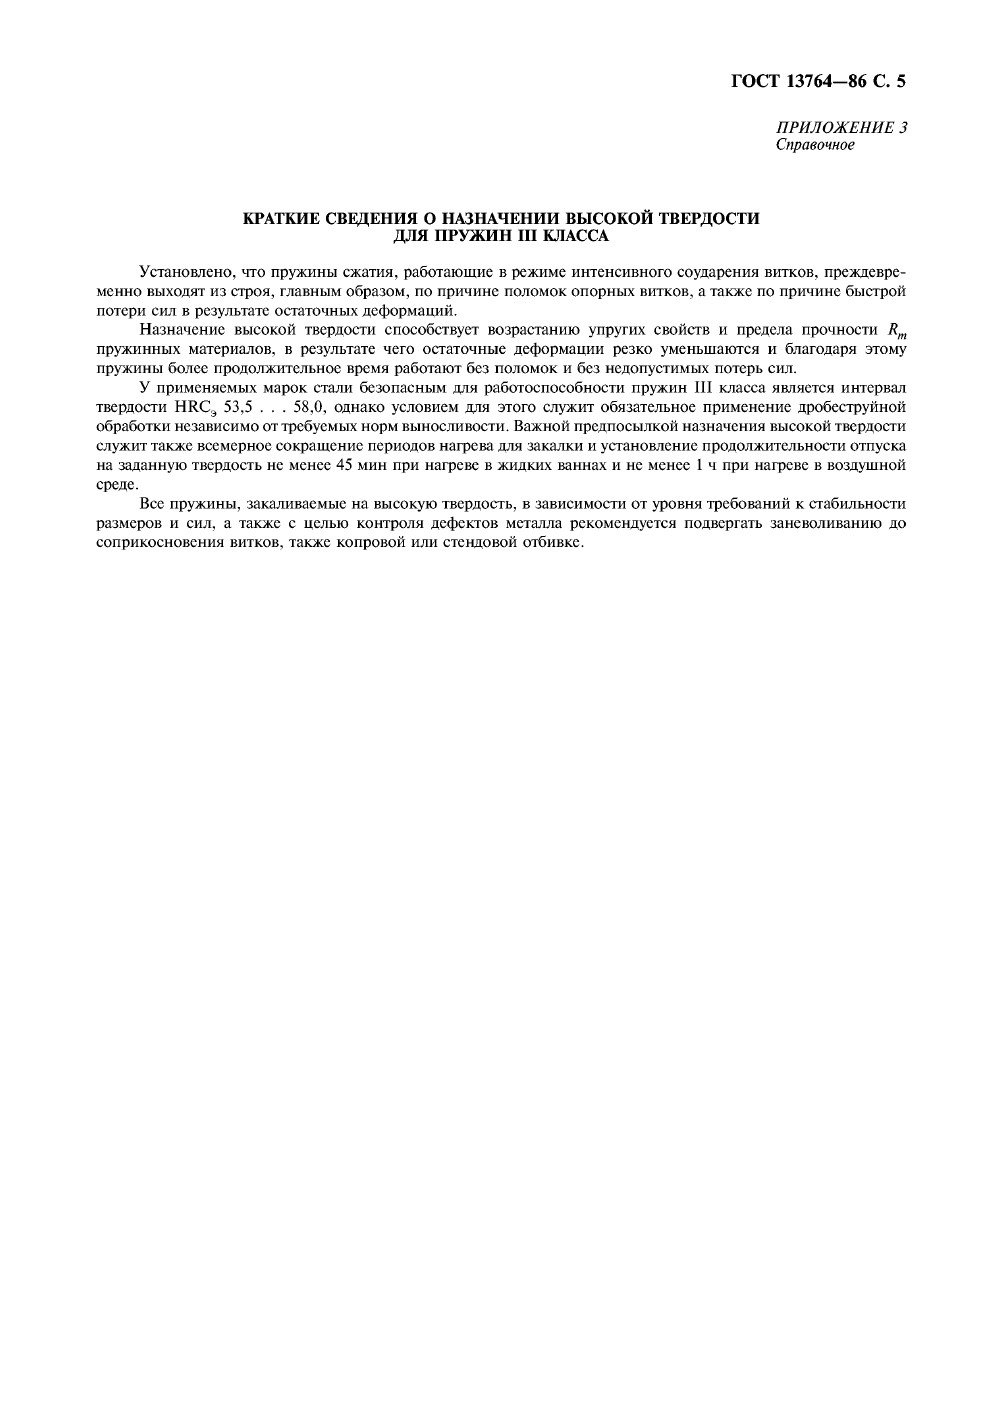 ГОСТ 13764—86 С. 5
ПРИЛОЖЕНИЕ 3
Справочное
КРАТКИЕ СВЕДЕНИЯ О НАЗНАЧЕНИИ ВЫСОКОЙ ТВЕРДОСТИ
ДЛЯ ПРУЖИН III КЛАССА
Установлено, что пружины сжатия, работающие в режиме интенсивного соударения витков, преждевре-
менно выходят из строя, главным образом, по причине поломок опорных витков, а также по причине быстрой
потери сил в результате остаточных деформаций.
Назначение высокой твердости способствует возрастанию упругих свойств и предела прочности Rm
пружинных материалов, в результате чего остаточные деформации резко уменьшаются и благодаря этому
пружины более продолжительное время работают без поломок и без недопустимых потерь сил.
У применяемых марок стали безопасным для работоспособности пружин III класса является интервал
твердости HRCэ 53,5 . . . 58,0, однако условием для этого служит обязательное применение дробеструйной
обработки независимо от требуемых норм выносливости. Важной предпосылкой назначения высокой твердости
служит также всемерное сокращение периодов нагрева для закалки и установление продолжительности отпуска
на заданную твердость не менее 45 мин при нагреве в жидких ваннах и не менее 1 ч при нагреве в воздушной
среде.
Все пружины, закаливаемые на высокую твердость, в зависимости от уровня требований к стабильности
размеров и сил, а также с целью контроля дефектов металла рекомендуется подвергать заневоливанию до
соприкосновения витков, также копровой или стендовой отбивке.